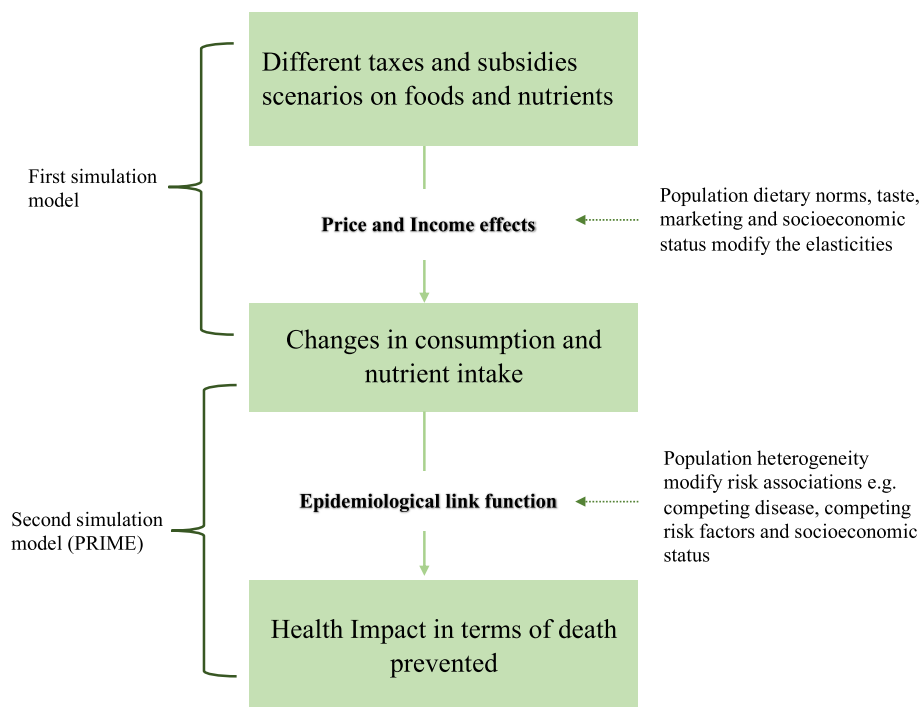 Different taxes and subsidies
scenarios on foods and nutrients
First simulation
model
Price and Income effects
Population dietary norms, taste,
marketing and socioeconomic
status modify the elasticities
Changes in consumption and
nutrient intake
Second simulation
model (PRIME)
Epidemiological link function
Population heterogeneity
modify risk associations e.g.
competing disease, competing
risk factors and socioeconomic
status
Health Impact in terms of death
prevented